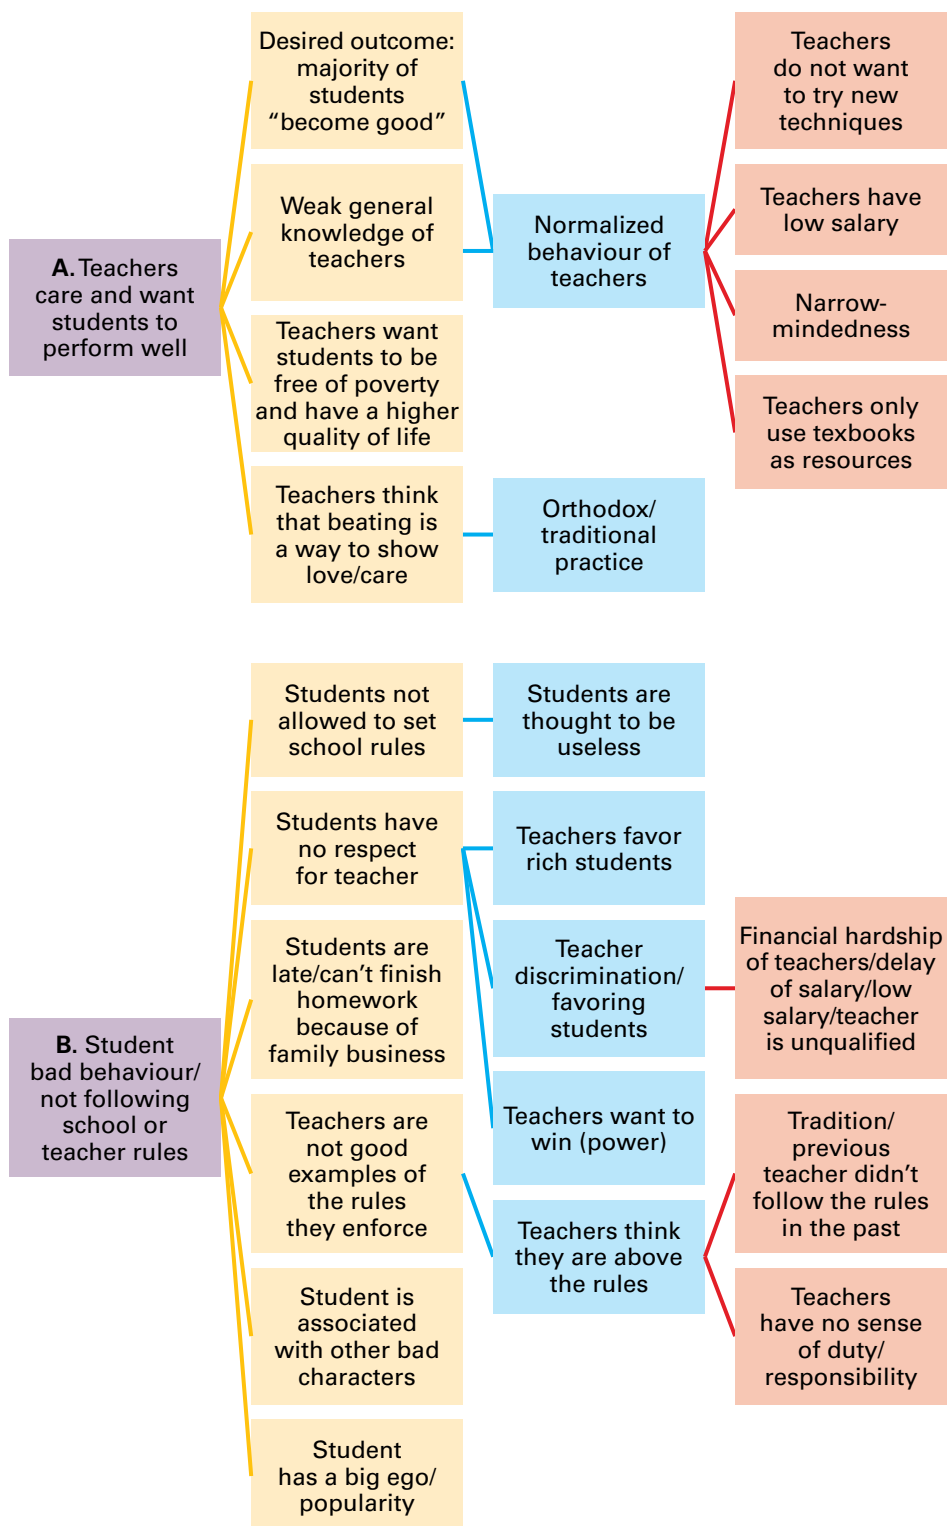 A. Teachers
care and want
students to
perform well
Desired outcome:
majority of
students
“become good”
Weak general
knowledge of
teachers
Teachers want
students to be
free of poverty
and have a higher
quality of life
Teachers think
that beating is
a way to show
love/care
Normalized
behaviour of
teachers
Orthodox/
traditional
practice
Teachers
do not want
to try new
techniques
Teachers have
low salary
Narrow-
mindedness
Teachers only
use texbooks
as resources
B. Student
bad behaviour/
not following
school or
teacher rules
Students not
allowed to set
school rules
Students have
no respect
for teacher
Students are
late/can’t finish
homework
because of
family business
Teachers are
not good
examples of
the rules
they enforce
Student is
associated
with other bad
characters
Student
has a big ego/
popularity
Students are
thought to be
useless
Teachers favor
rich students
Teacher
discrimination/
favoring
students
Teachers want to
win (power)
Teachers think
they are above
the rules
Financial hardship
of teachers/delay
of salary/low
salary/teacher
is unqualified
Tradition/
previous
teacher didn’t
follow the rules
in the past
Teachers
have no sense
of duty/
responsibility